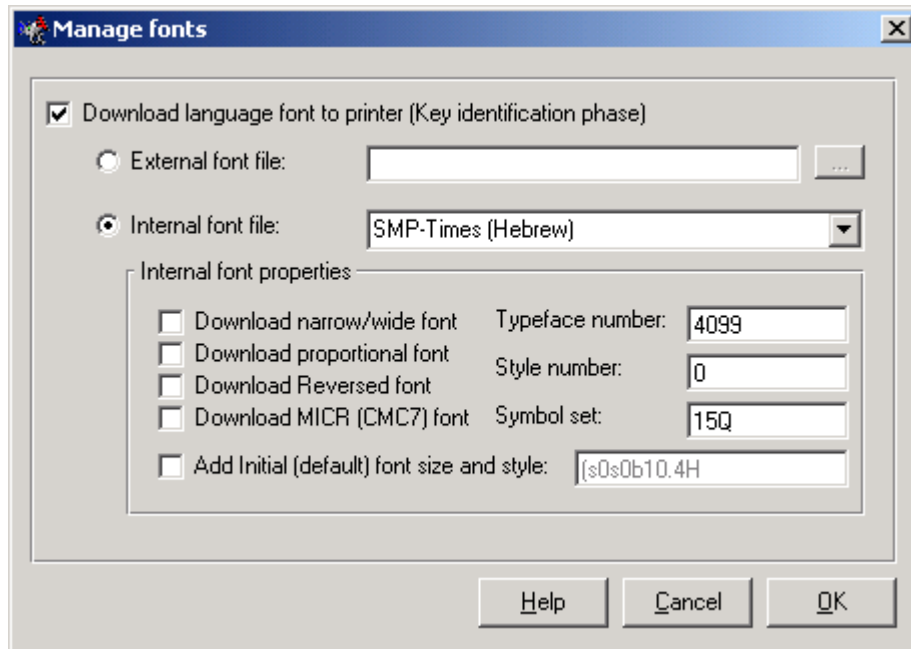 Manage fonts
Download language font to printer (Key identification phase)
External font file:
...
Internal font file: SMP-Times (Hebrew)
Internal font properties
Download narrow/wide font Typeface number: 4099
Download proportional font
Style number: 0
Download Reversed font
Download MICR (CMC7) font Symbol set: 15Q
Add Initial (default) font size and style: (s0s0b10.4H
Help Cancel OK